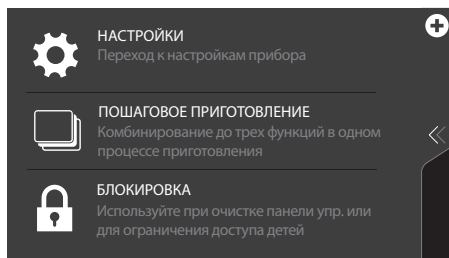 НАСТРОЙКИ
Переход к настройкам прибора
ПОШАГОВОЕ ПРИГОТОВЛЕНИЕ
Комбинирование до трех функций в одном
процессе приготовления
БЛОКИРОВКА
Используйте при очистке панели упр. или
для ограничения доступа детей